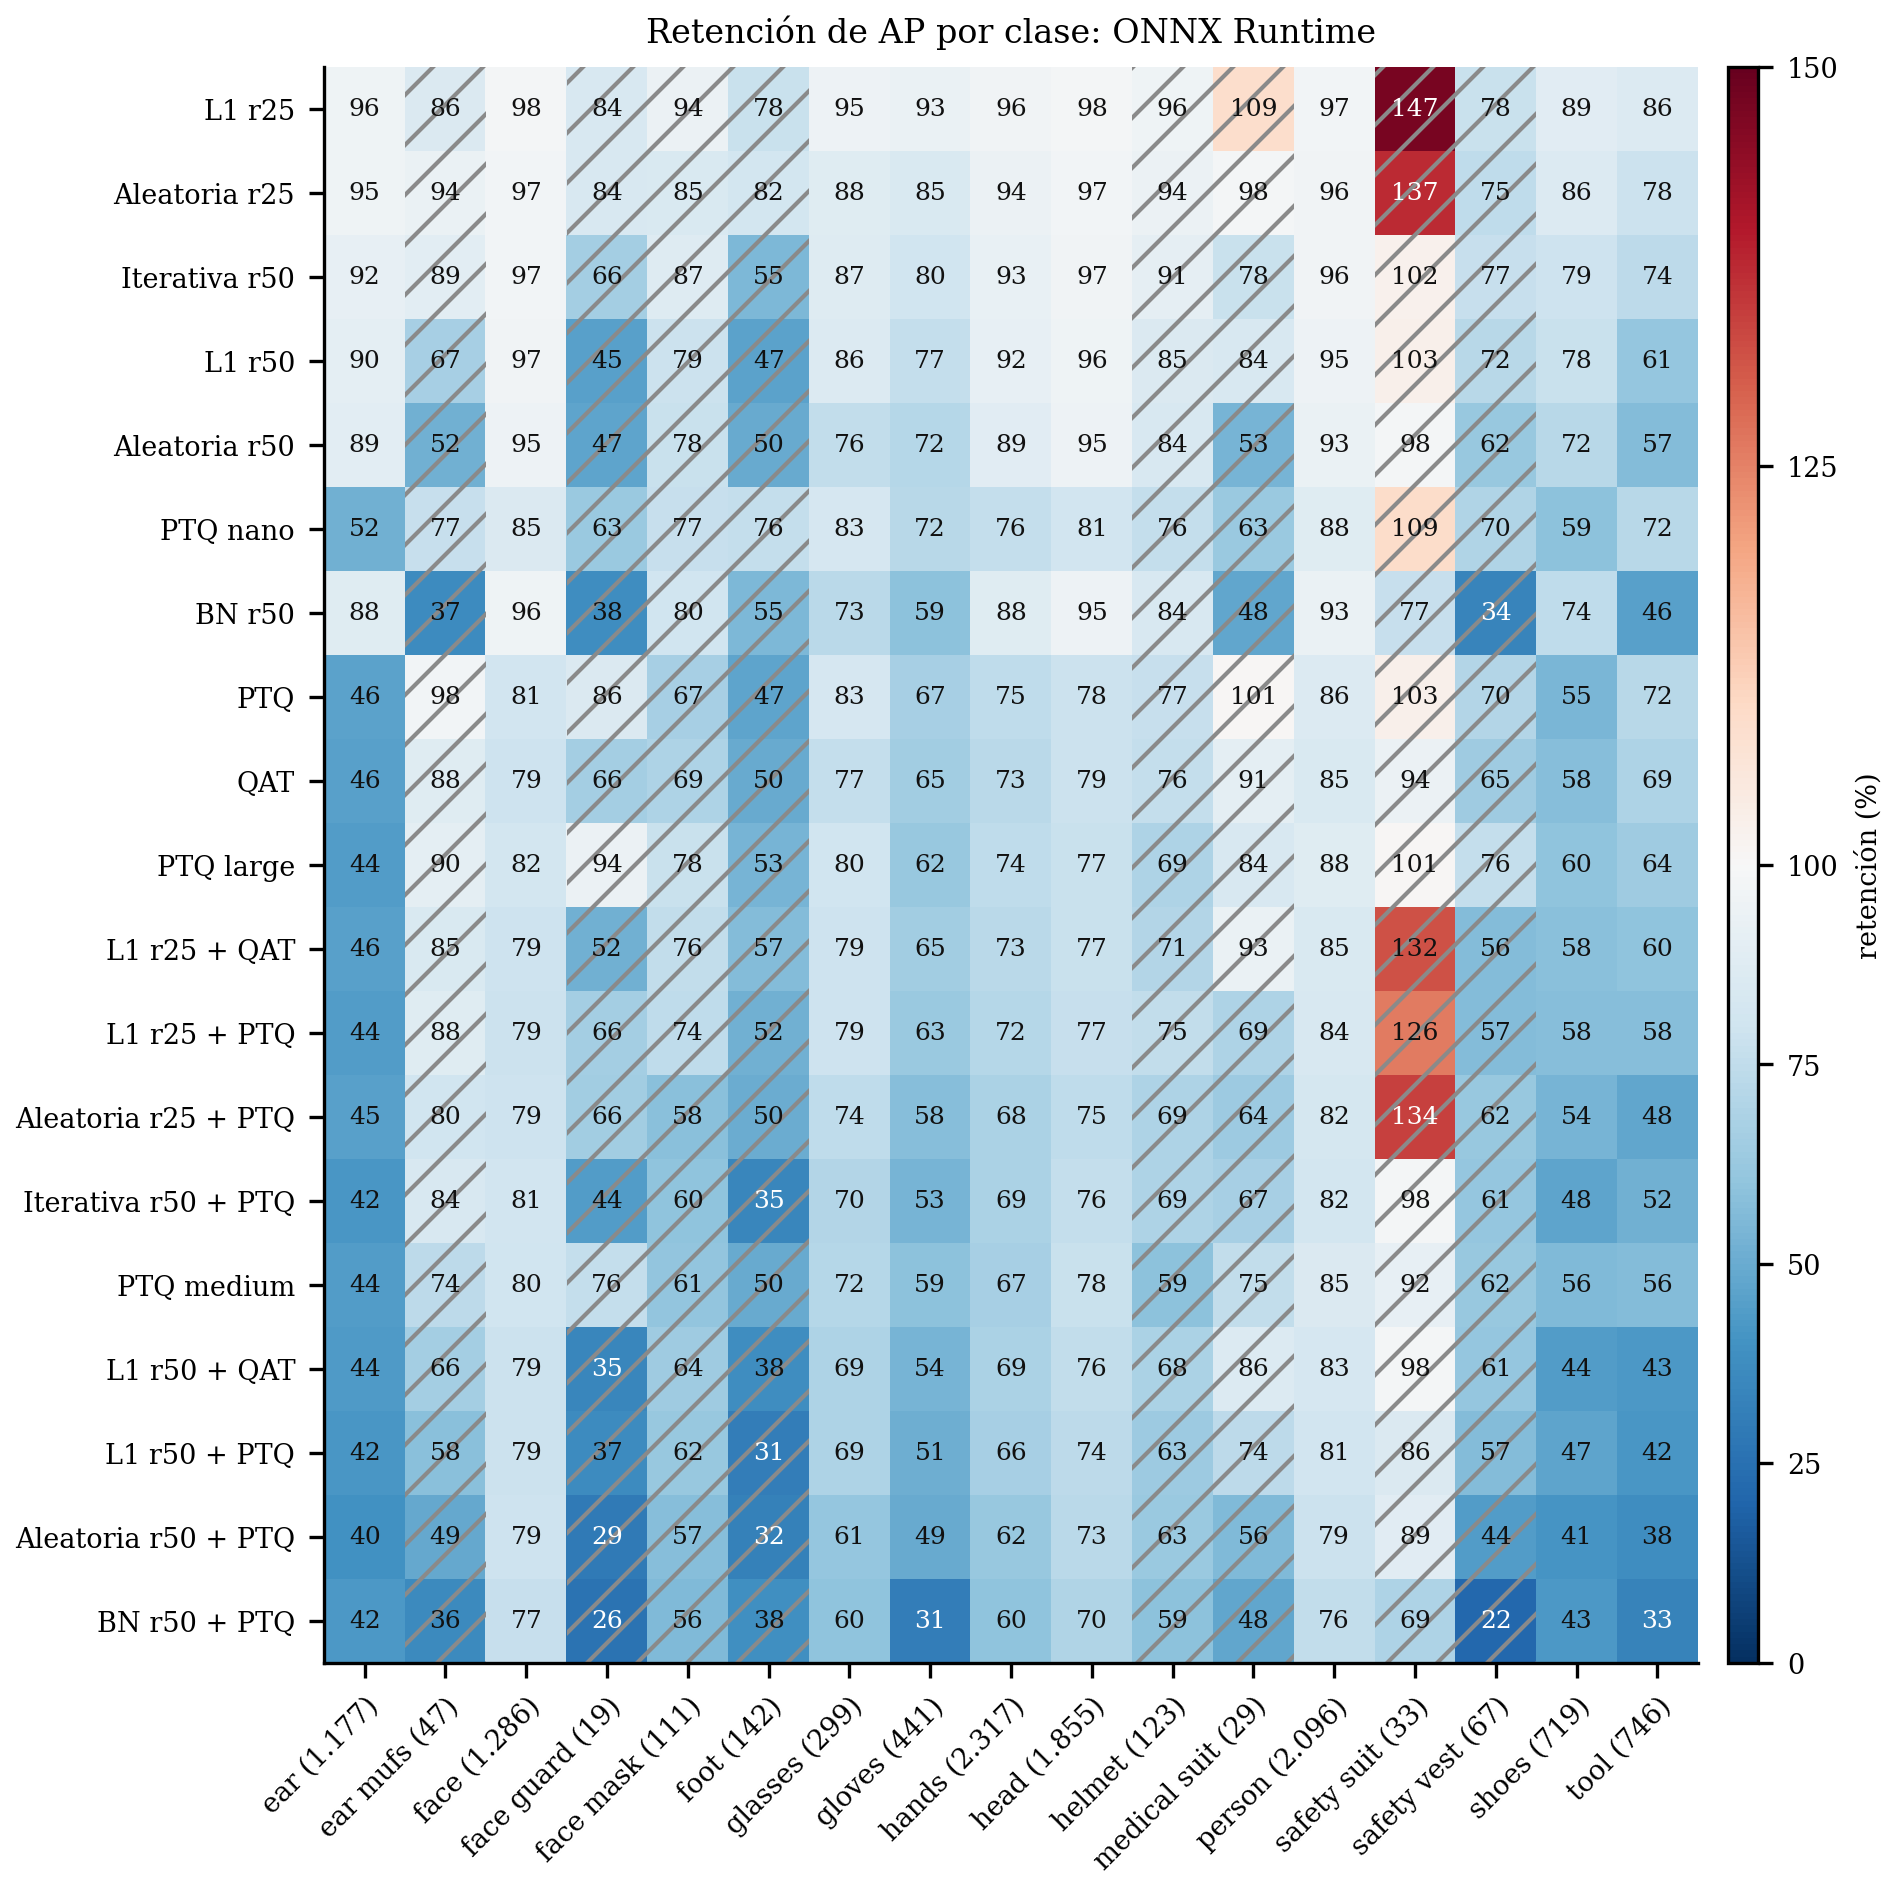 Retención de AP por clase: ONNX Runtime
L1 r25 96 86 98 84 94 78 95 93 96 98 96 109 97 147 78 89 86
Aleatoria r25 95 94 97 84 85 82 88 85 94 97 94 98 96 137 75 86 78
Iterativa r50 92 89 97 66 87 55 87 80 93 97 91 78 96 102 77 79 74
L1 r50 90 67 97 45 79 47 86 77 92 96 85 84 95 103 72 78 61
Aleatoria r50 89 52 95 47 78 50 76 72 89 95 84 53 93 98 62 72 57
PTQ nano 52 77 85 63 77 76 83 72 76 81 76 63 88 109 70 59 72
BN r50 88 37 96 38 80 55 73 59 88 95 84 48 93 77 34 74 46
PTQ 46 98 81 86 67 47 83 67 75 78 77 101 86 103 70 55 72
QAT 46 88 79 66 69 50 77 65 73 79 76 91 85 94 65 58 69
PTQ large 44 90 82 94 78 53 80 62 74 77 69 84 88 101 76 60 64
L1 r25 + QAT 46 85 79 52 76 57 79 65 73 77 71 93 85 132 56 58 60
L1 r25 + PTQ 44 88 79 66 74 52 79 63 72 77 75 69 84 126 57 58 58
Aleatoria r25 + PTQ 45 80 79 66 58 50 74 58 68 75 69 64 82 134 62 54 48
Iterativa r50 + PTQ 42 84 81 44 60 35 70 53 69 76 69 67 82 98 61 48 52
PTQ medium 44 74 80 76 61 50 72 59 67 78 59 75 85 92 62 56 56
L1 r50 + QAT 44 66 79 35 64 38 69 54 69 76 68 86 83 98 61 44 43
L1 r50 + PTQ 42 58 79 37 62 31 69 51 66 74 63 74 81 86 57 47 42
Aleatoria r50 + PTQ 40 49 79 29 57 32 61 49 62 73 63 56 79 89 44 41 38
BN r50 + PTQ 42 36 77 26 56 38 60 31 60 70 59 48 76 69 22 43 33
ear (1.177)
ear mufs (47)
face (1.286)
face guard (19)
face mask (111)
foot (142)
glasses (299)
gloves (441)
hands (2.317)
head (1.855)
helmet (123)
medical suit (29)
person (2.096)
safety suit (33)
safety vest (67)
shoes (719)
tool (746)
150
125
100
75
50
25
0
retención (%)